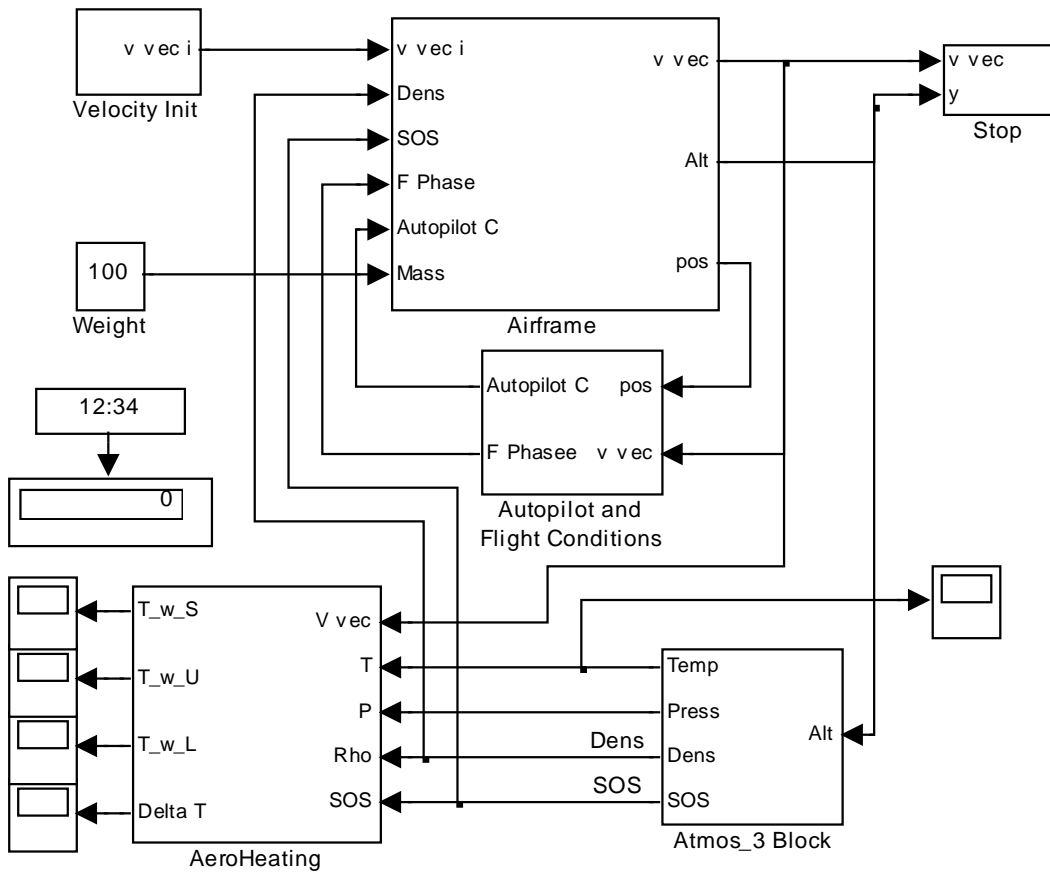 v vec i
Velocity Init
v vec i
Dens
SOS
F Phase
Autopilot C
Mass
v vec
Alt
pos
Airframe
v vec
y
Stop
100
Weight
Autopilot C
F Phasee
pos
v vec
Autopilot and
Flight Conditions
12:34
0
T_w_S
T_w_U
T_w_L
Delta T
V vec
T
P
Rho
SOS
AeroHeating
Dens
SOS
Temp
Press
Dens
SOS
Alt
Atmos_3 Block